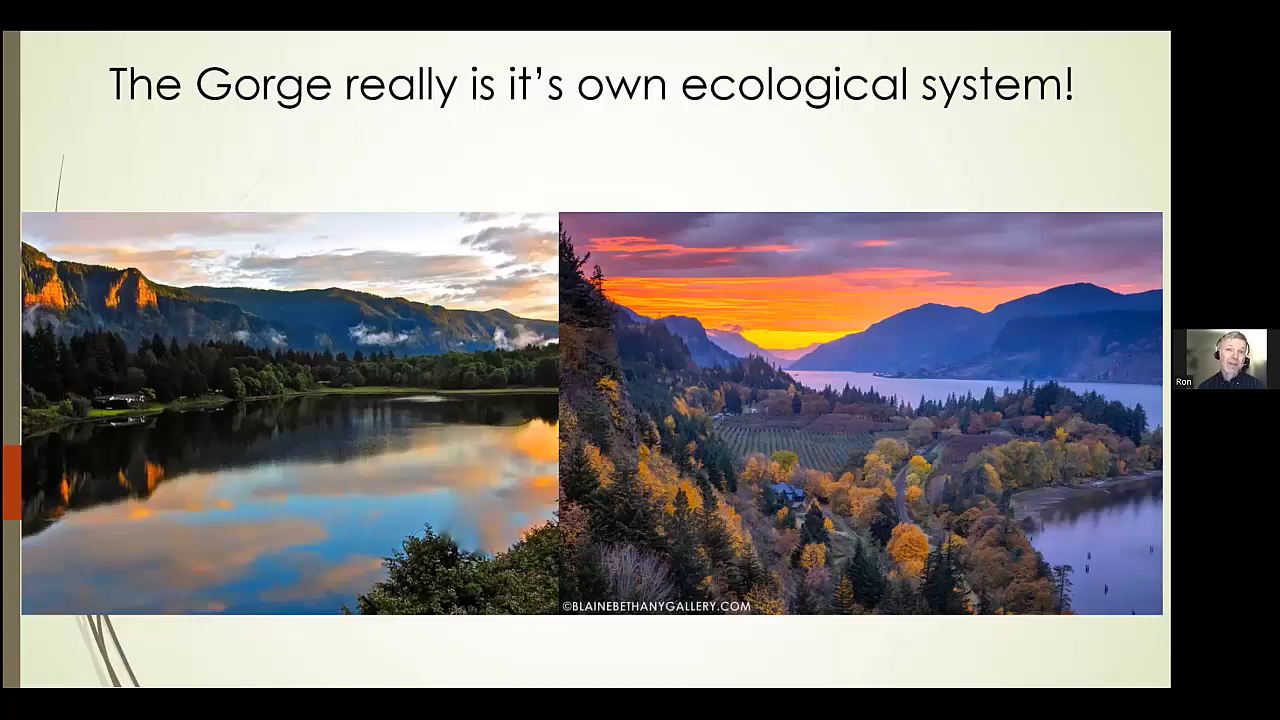 The Gorge really is it's own ecological system!
Ron
©BLAINEBETHANYGALLERY.COM